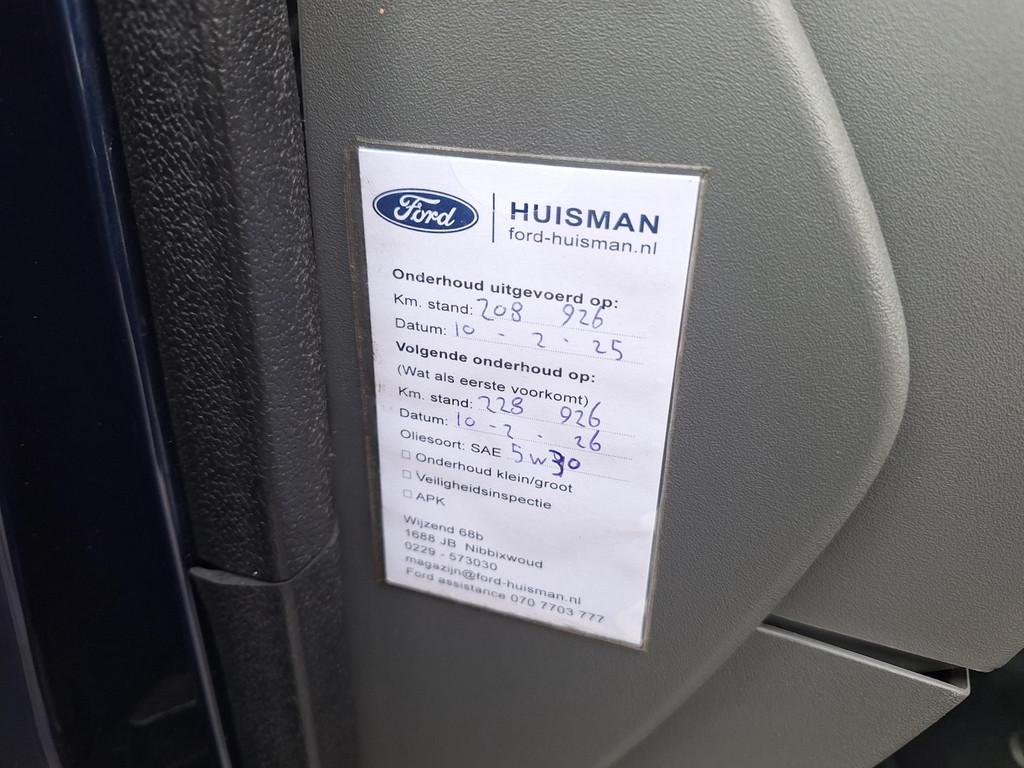 Ford
HUISMAN
ford-huisman.nl
Onderhoud uitgevoerd op:
Km. stand: 208 926
Datum: 10 - 2 - 25
Volgende onderhoud op:
(Wat als eerste voorkomt)
Km. stand: 228 926
Datum: 10 - 2 - 26
Oliesoort: SAE 5w30
☐ Onderhoud klein/groot
☐ Veiligheidsinspectie
☐ APK
Wijzend 68b
1688 JB Nibbixwoud
0229 - 573030
magazijn@ford-huisman.nl
Ford assistance 070 7703 777